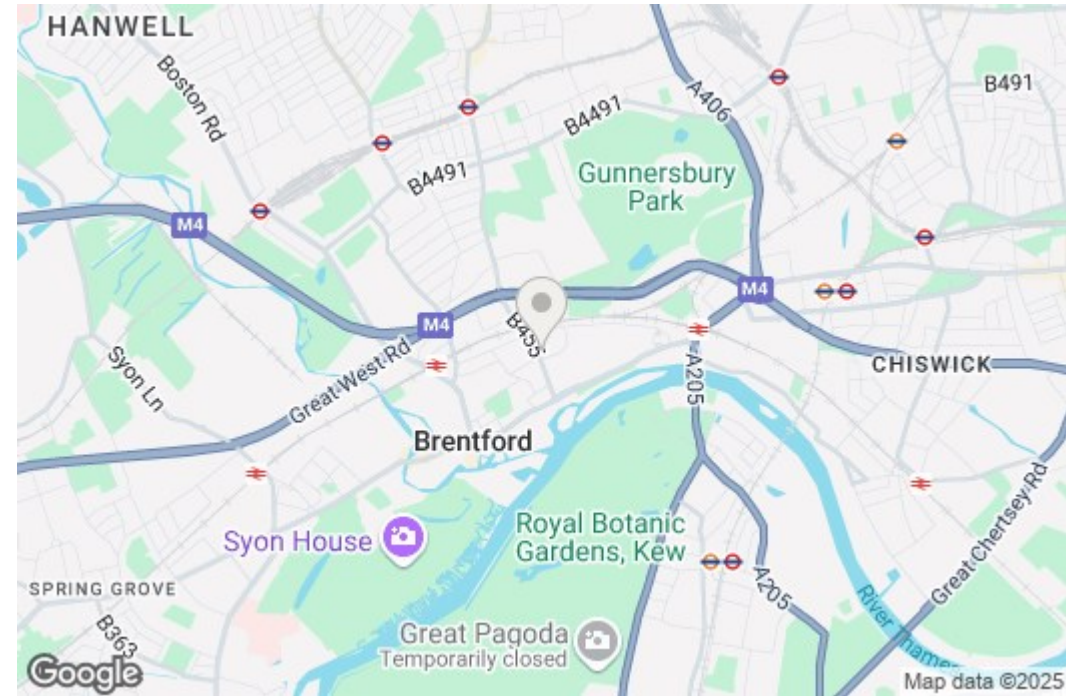 HANWELL
Boston Rd
A406
B491
B4491
B4491
Gunnersbury
Park
M4
M4
M4
B455
Syon Ln
Great West Rd
A205
CHISWICK
Brentford
Royal Botanic
Gardens, Kew
Syon House
Great Chertsey Rd
SPRING GROVE
A205
B363
Great Pagoda
Temporarily closed
River Thames
Google
Map data ©2025